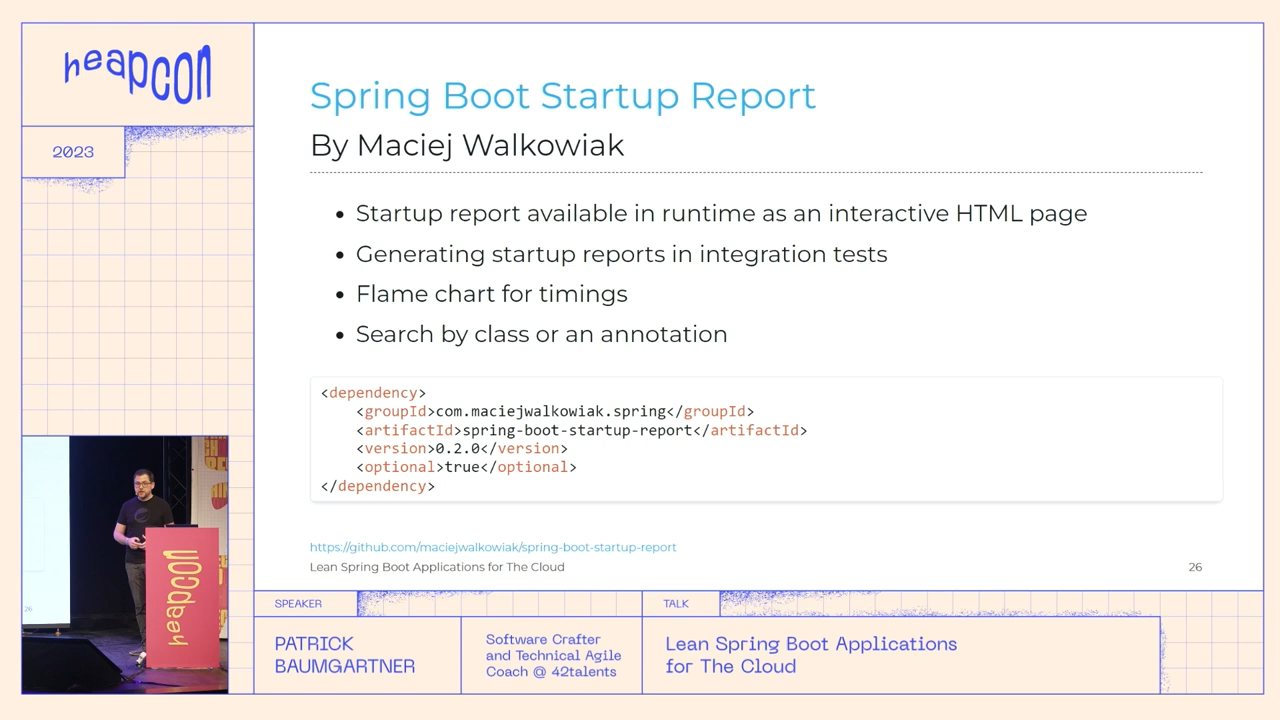 heapcon
2023
Spring Boot Startup Report
By Maciej Walkowiak
• Startup report available in runtime as an interactive HTML page
• Generating startup reports in integration tests
• Flame chart for timings
• Search by class or an annotation
<dependency>
    <groupId>com.maciejwalkowiak.spring</groupId>
    <artifactId>spring-boot-startup-report</artifactId>
    <version>0.2.0</version>
    <optional>true</optional>
</dependency>
https://github.com/maciejwalkowiak/spring-boot-startup-report
Lean Spring Boot Applications for The Cloud
26
26
heapcon
SPEAKER
PATRICK
BAUMGARTNER
Software Crafter
and Technical Agile
Coach @ 42talents
TALK
Lean Spring Boot Applications
for The Cloud